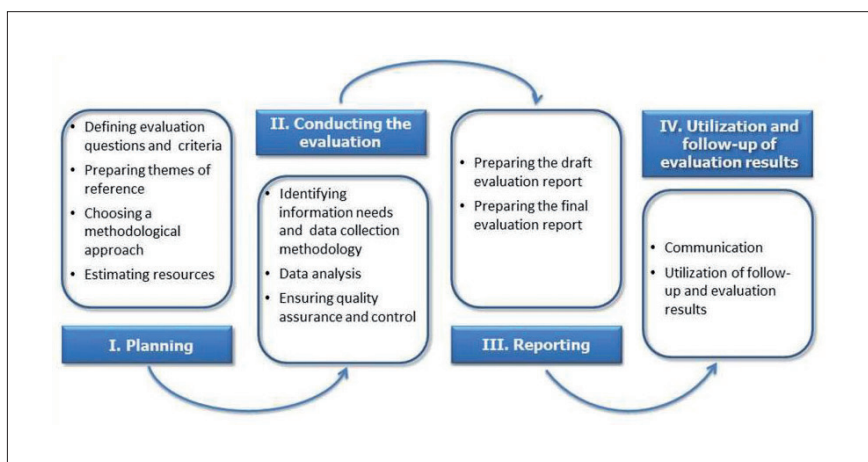 • Defining evaluation
questions and criteria
• Preparing themes of
reference
• Choosing a
methodological
approach
• Estimating resources
I. Planning
II. Conducting the
evaluation
• Identifying
information needs
and data collection
methodology
• Data analysis
• Ensuring quality
assurance and control
• Preparing the draft
evaluation report
• Preparing the final
evaluation report
III. Reporting
IV. Utilization and
follow-up of
evaluation results
• Communication
• Utilization of follow-
up and evaluation
results